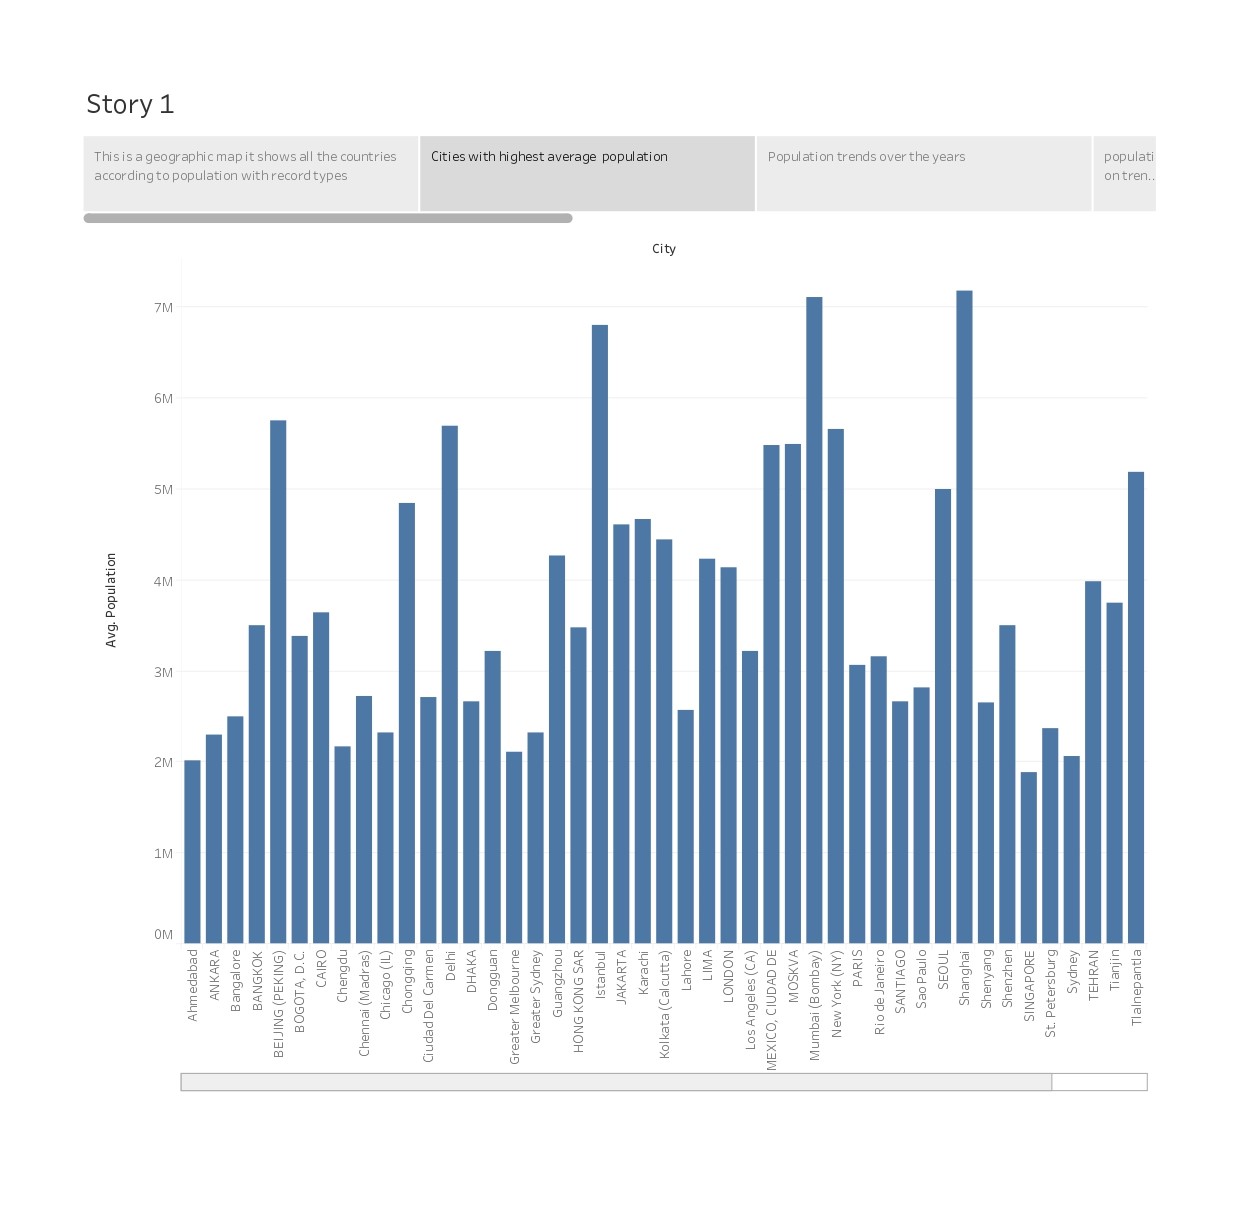 Story 1
This is a geographic map it shows all the countries
according to population with record types
Cities with highest average population
Population trends over the years
populati
on tren..
City
7M
6M
5M
4M
3M
2M
1M
0M
Avg. Population
Ahmedabad
ANKARA
Bangalore
BANGKOK
BEIJING (PEKING)
BOGOTA, D.C.
CAIRO
Chengdu
Chennai (Madras)
Chicago (IL)
Chongqing
Ciudad Del Carmen
Delhi
DHAKA
Dongguan
Greater Melbourne
Greater Sydney
Guangzhou
HONG KONG SAR
Istanbul
JAKARTA
Karachi
Kolkata (Calcutta)
Lahore
LIMA
LONDON
Los Angeles (CA)
MEXICO, CIUDAD DE
MOSKVA
Mumbai (Bombay)
New York (NY)
PARIS
Rio de Janeiro
SANTIAGO
Sao Paulo
SEOUL
Shanghai
Shenyang
Shenzhen
SINGAPORE
St. Petersburg
Sydney
TEHRAN
Tianjin
Tlalnepantla